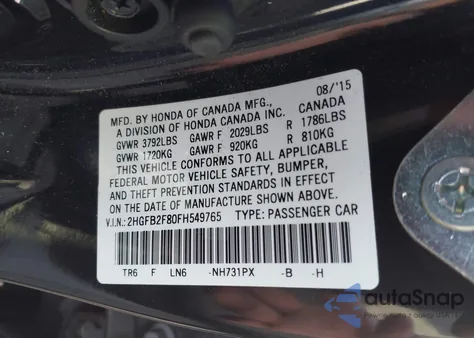 08/'15
MFD. BY HONDA OF CANADA MFG.,
A DIVISION OF HONDA CANADA INC. CANADA
GVWR 3792LBS GAWR F 2029LBS R 1786LBS
GVWR 1720KG GAWR F 920KG R 810KG
THIS VEHICLE CONFORMS TO ALL APPLICABLE
FEDERAL MOTOR VEHICLE SAFETY, BUMPER,
AND THEFT PREVENTION STANDARDS IN EFFECT
ON THE DATE OF MANUFACTURE SHOWN ABOVE.
V.I.N.: 2HGFB2F80FH549765 TYPE: PASSENGER CAR
TR6 F LN6 -NH731PX -B -H
autoSnap